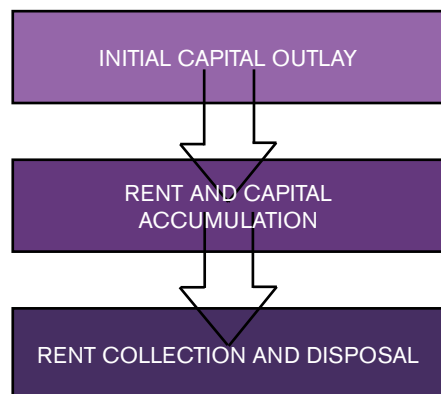 INITIAL CAPITAL OUTLAY
RENT AND CAPITAL
ACCUMULATION
RENT COLLECTION AND DISPOSAL